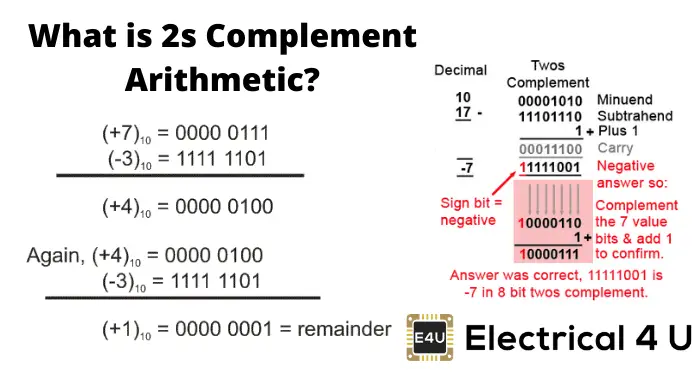 What is 2s Complement
Arithmetic?
(+7)₁₀ = 0000 0111
(-3)₁₀ = 1111 1101
(+4)₁₀ = 0000 0100
Again, (+4)₁₀ = 0000 0100
(-3)₁₀ = 1111 1101
(+1)₁₀ = 0000 0001 = remainder
Decimal Twos
Complement
10 00001010 Minuend
17 - 11101110 Subtrahend
1 + Plus 1
00011100 Carry
-7 11111001 Negative
answer so:
Sign bit =
negative
Complement
10000110 the 7 value
1+ bits & add 1
10000111 to confirm.
Answer was correct, 11111001 is
-7 in 8 bit twos complement.
E4U Electrical 4 U